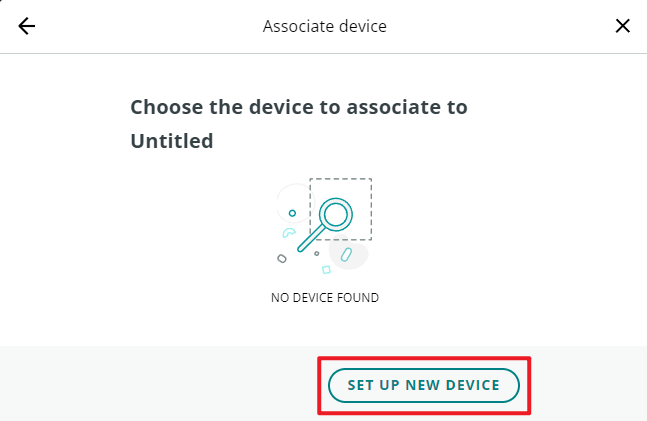 Associate device
Choose the device to associate to
Untitled
NO DEVICE FOUND
SET UP NEW DEVICE